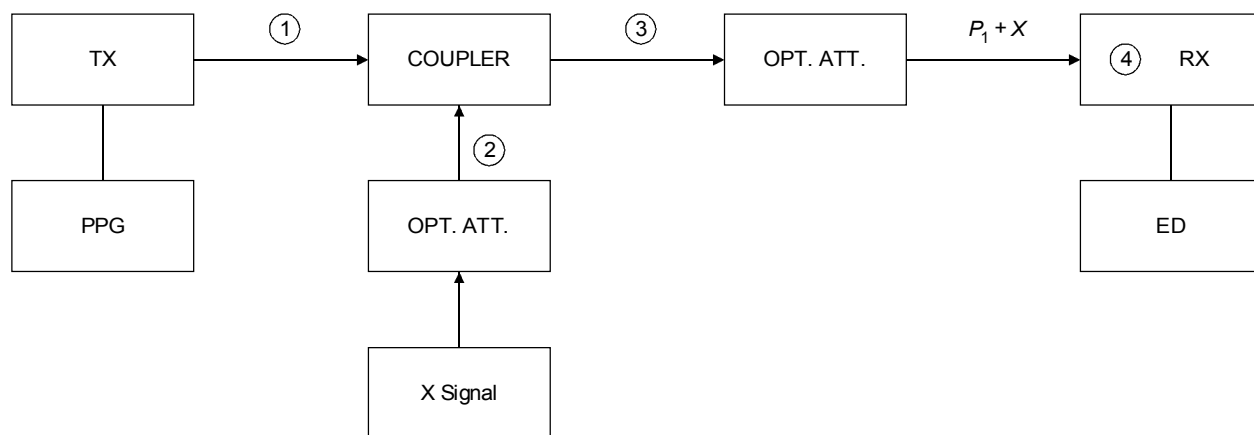 TX
①
COUPLER
③
OPT. ATT.
P₁ + X
④
RX
②
PPG
OPT. ATT.
ED
X Signal